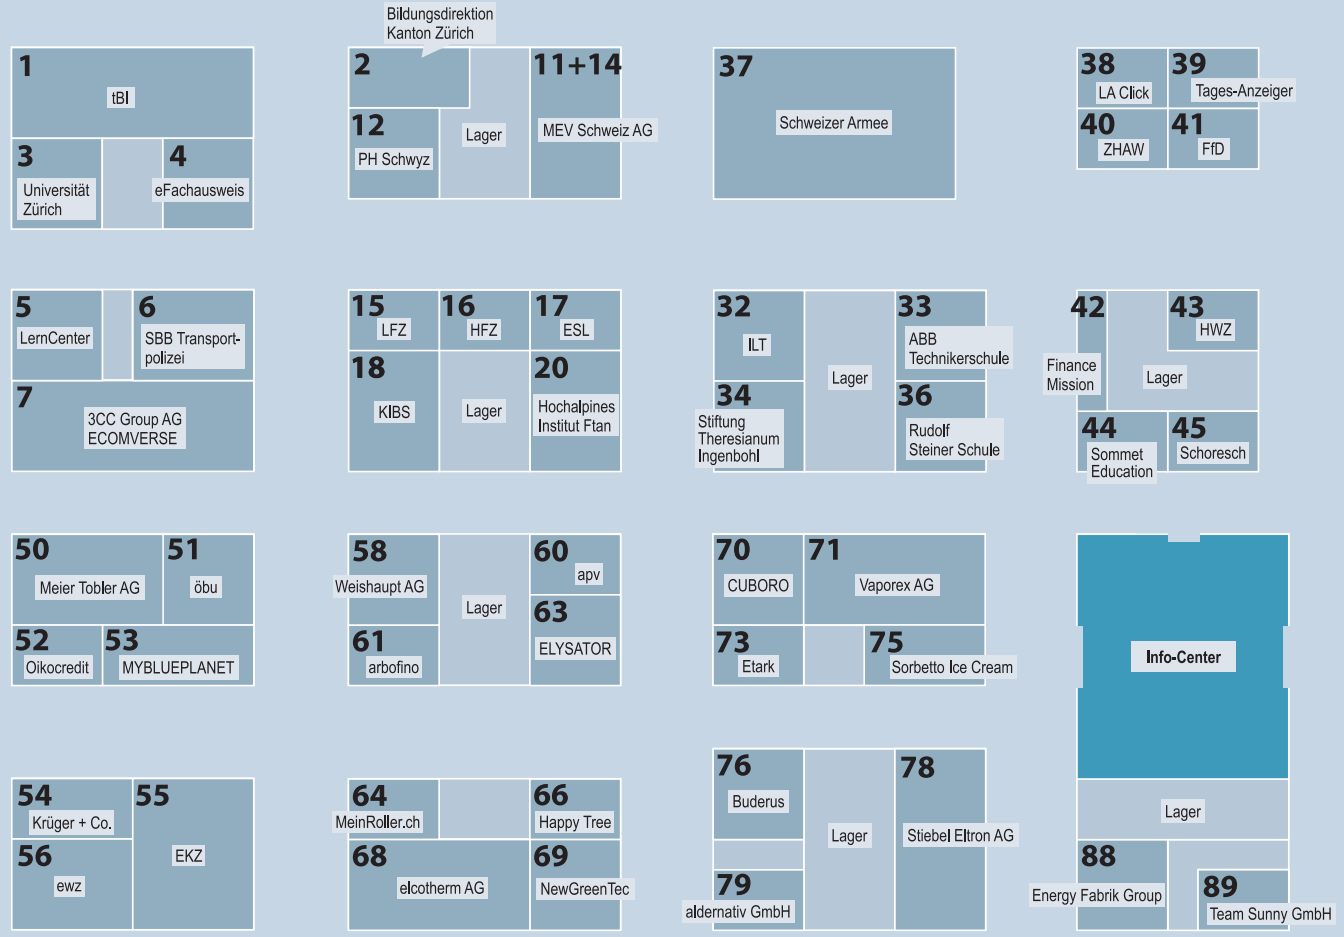 Bildungsdirektion
Kanton Zürich
1
tBI
3
Universität
Zürich
4
eFachausweis
2
12
PH Schwyz
Lager
11+14
MEV Schweiz AG
37
Schweizer Armee
38
LA Click
39
Tages-Anzeiger
40
ZHAW
41
FfD
5
LernCenter
6
SBB Transport-
polizei
7
3CC Group AG
ECOMVERSE
15
LFZ
16
HFZ
17
ESL
18
KIBS
Lager
20
Hochalpines
Institut Ftan
32
ILT
33
ABB
Technikerschule
34
Stiftung
Theresianum
Ingenbohl
Lager
36
Rudolf
Steiner Schule
42
Finance
Mission
43
HWZ
Lager
44
Sommet
Education
45
Schoresch
50
Meier Tobler AG
51
öbu
52
Oikocredit
53
MYBLUEPLANET
58
Weishaupt AG
Lager
60
apv
61
arbofino
63
ELYSATOR
70
CUBORO
71
Vaporex AG
73
Etark
75
Sorbetto Ice Cream
Info-Center
54
Krüger + Co.
55
EKZ
56
ewz
64
MeinRoller.ch
66
Happy Tree
68
elcotherm AG
69
NewGreenTec
76
Buderus
Lager
78
Stiebel Eltron AG
79
aldernativ GmbH
Lager
88
Energy Fabrik Group
89
Team Sunny GmbH